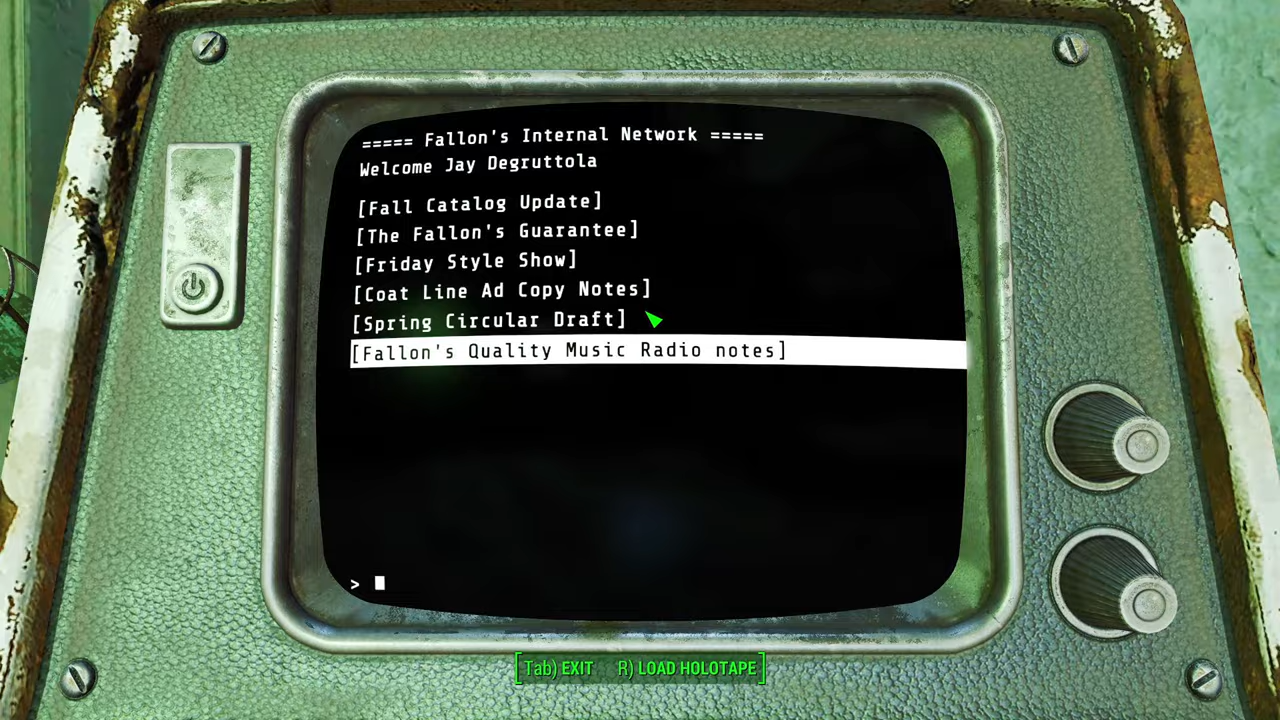 ===== Fallon's Internal Network =====
Welcome Jay Degruttola
[Fall Catalog Update]
[The Fallon's Guarantee]
[Friday Style Show]
[Coat Line Ad Copy Notes]
[Spring Circular Draft]
[Fallon's Quality Music Radio notes]
>
[Tab) EXIT R) LOAD HOLOTAPE]